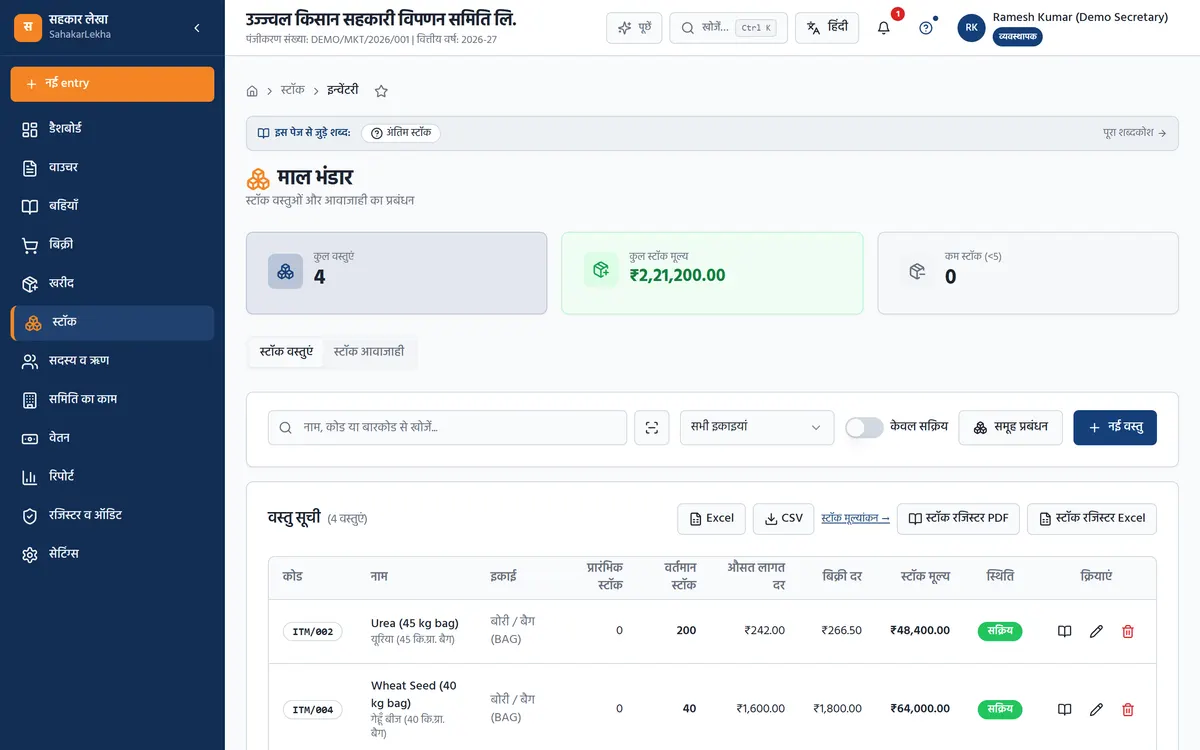 स
सहकार लेखा
SahakarLekha
नई entry
डैशबोर्ड
वाउचर
बहियाँ
बिक्री
खरीद
स्टॉक
सदस्य व ऋण
समिति का काम
वेतन
रिपोर्ट
रजिस्टर व ऑडिट
सेटिंग्स
उज्ज्वल किसान सहकारी विपणन समिति लि.
पंजीकरण संख्या: DEMO/MKT/2026/001 | वित्तीय वर्ष: 2026-27
पूछें
खोजें... Ctrl K
हिंदी
1
RK
Ramesh Kumar (Demo Secretary)
व्यवस्थापक
स्टॉक
इन्वेंटरी
इस पेज से जुड़े शब्द:
अंतिम स्टॉक
पूरा शब्दकोश →
माल भंडार
स्टॉक वस्तुओं और आवाजाही का प्रबंधन
कुल वस्तुएं
4
कुल स्टॉक मूल्य
₹2,21,200.00
कम स्टॉक (<5)
0
स्टॉक वस्तुएं
स्टॉक आवाजाही
नाम, कोड या बारकोड से खोजें...
सभी इकाइयां
केवल सक्रिय
समूह प्रबंधन
नई वस्तु
वस्तु सूची (4 वस्तुएं)
Excel
CSV
स्टॉक मूल्यांकन →
स्टॉक रजिस्टर PDF
स्टॉक रजिस्टर Excel
कोड
नाम
इकाई
प्रारंभिक
स्टॉक
वर्तमान
स्टॉक
औसत लागत
दर
बिक्री दर
स्टॉक मूल्य
स्थिति
क्रियाएं
ITM/002
Urea (45 kg bag)
यूरिया (45 कि.ग्रा. बैग)
बोरी / बैग
(BAG)
0
200
₹242.00
₹266.50
₹48,400.00
सक्रिय
ITM/004
Wheat Seed (40
kg bag)
गेहूँ बीज (40 कि.ग्रा.
बैग)
बोरी / बैग
(BAG)
0
40
₹1,600.00
₹1,800.00
₹64,000.00
सक्रिय